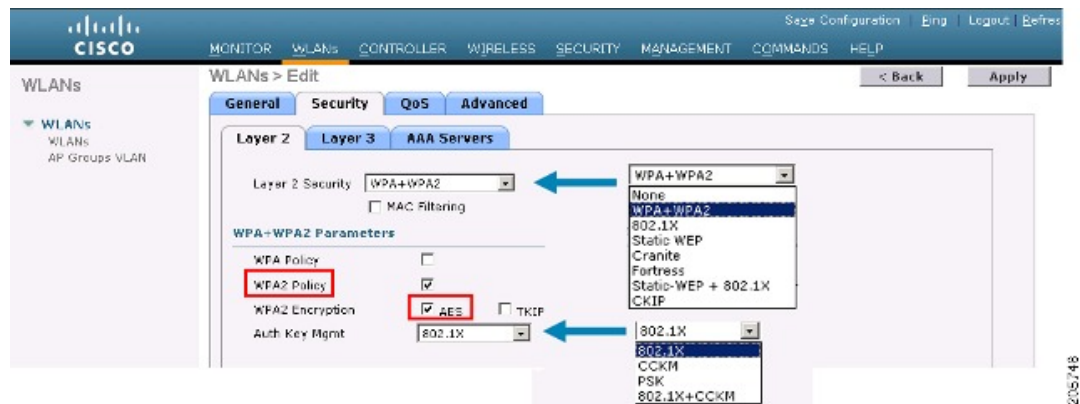 Save Configuration | Ping | Logout | Refres
CISCO
MONITOR WLANs CONTROLLER WIRELESS SECURITY MANAGEMENT COMMANDS HELP
WLANs
WLANs > Edit
< Back
Apply
General
Security
QoS
Advanced
WLANs
WLANs
AP Groups VLAN
Layer 2
Layer 3
AAA Servers
Layer 2 Security WPA+WPA2
MAC Filtering
WPA+WPA2 Parameters
WPA Policy
WPA2 Policy
WPA2 Encryption AES TKIP
Auth Key Mgmt 802.1X
WPA+WPA2
None
WPA+WPA2
802.1X
Static WEP
Cranite
Fortress
Static-WEP + 802.1X
CKIP
802.1X
802.1X
CCKM
PSK
802.1X+CCKM
205748